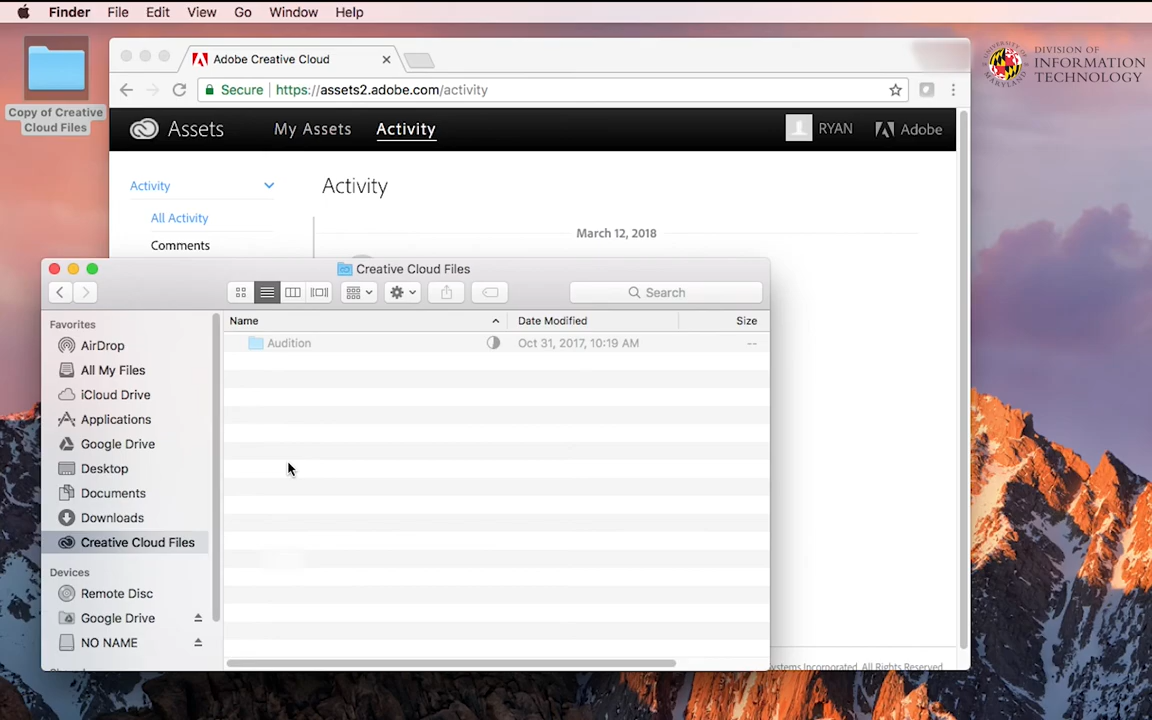 Finder File Edit View Go Window Help
Copy of Creative
Cloud Files
DIVISION OF
INFORMATION
TECHNOLOGY
Adobe Creative Cloud
Secure https://assets2.adobe.com/activity
Assets My Assets Activity RYAN Adobe
Activity
All Activity
Comments
Activity
March 12, 2018
Creative Cloud Files
Search
Favorites
AirDrop
All My Files
iCloud Drive
Applications
Google Drive
Desktop
Documents
Downloads
Creative Cloud Files
Devices
Remote Disc
Google Drive
NO NAME
Name Date Modified Size
Audition Oct 31, 2017, 10:19 AM --
Incorporated. All Rights Reserved.